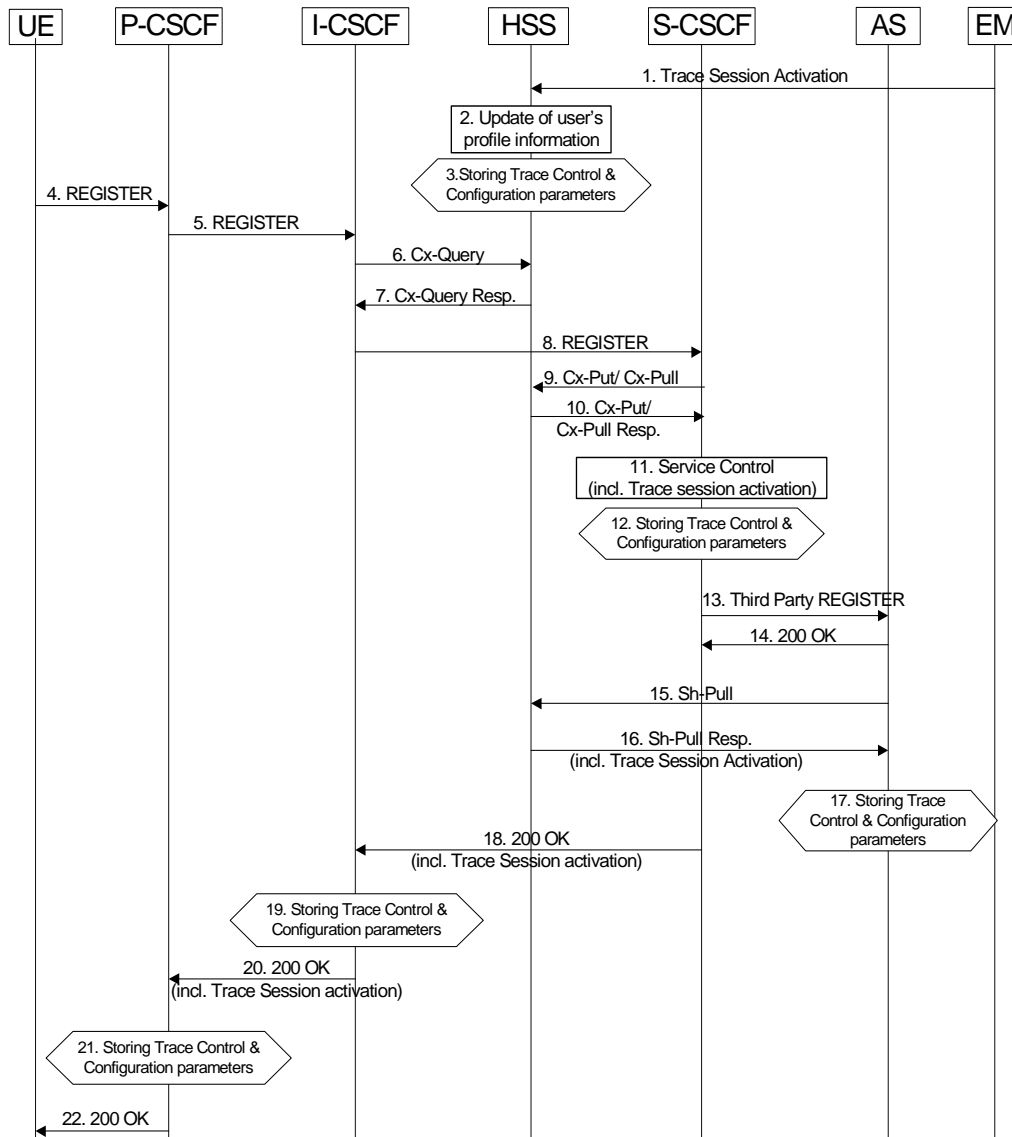 UE P-CSCF I-CSCF HSS S-CSCF AS EM
1. Trace Session Activation
2. Update of user's
profile information
3.Storing Trace Control &
Configuration parameters
4. REGISTER
5. REGISTER
6. Cx-Query
7. Cx-Query Resp.
8. REGISTER
9. Cx-Put/ Cx-Pull
10. Cx-Put/
Cx-Pull Resp.
11. Service Control
(incl. Trace session activation)
12. Storing Trace Control &
Configuration parameters
13. Third Party REGISTER
14. 200 OK
15. Sh-Pull
16. Sh-Pull Resp.
(incl. Trace Session Activation)
17. Storing Trace
Control & Configuration
parameters
18. 200 OK
(incl. Trace Session activation)
19. Storing Trace Control &
Configuration parameters
20. 200 OK
(incl. Trace Session activation)
21. Storing Trace Control &
Configuration parameters
22. 200 OK